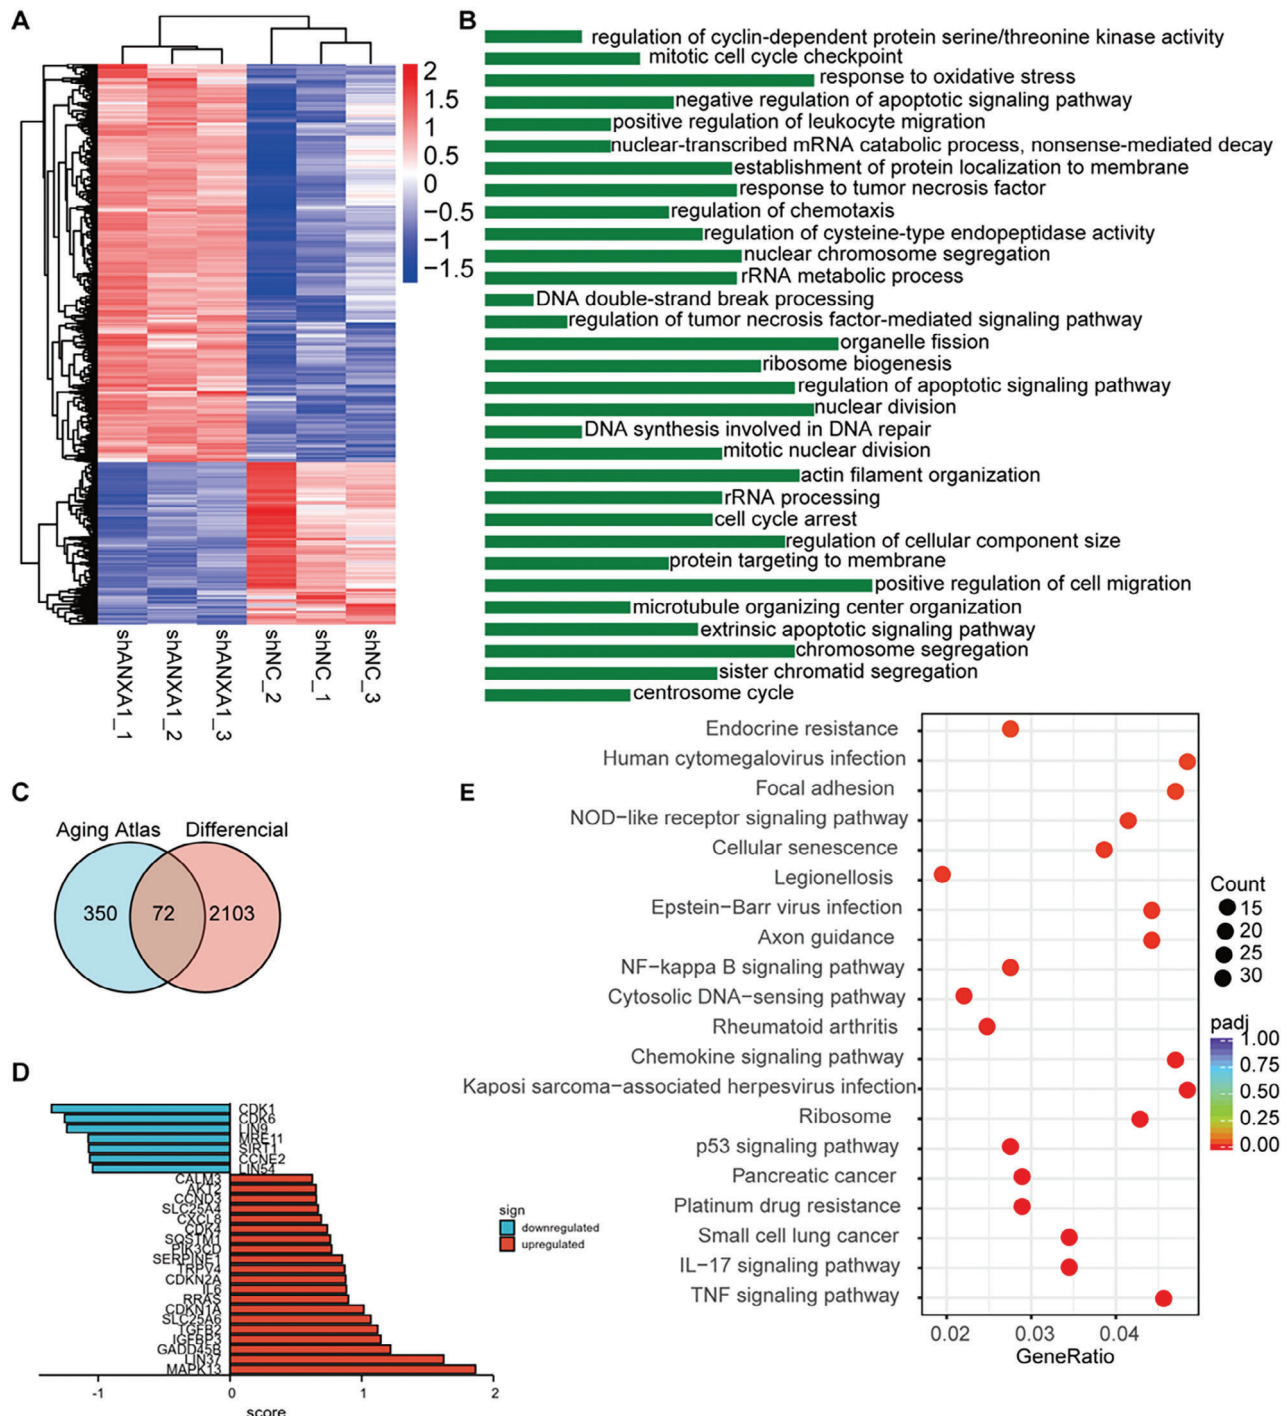 A
2
1.5
1
0.5
0
−0.5
−1
−1.5
shANXA1_1
shANXA1_2
shANXA1_3
shNC_2
shNC_1
shNC_3
B
regulation of cyclin-dependent protein serine/threonine kinase activity
mitotic cell cycle checkpoint
response to oxidative stress
negative regulation of apoptotic signaling pathway
positive regulation of leukocyte migration
nuclear-transcribed mRNA catabolic process, nonsense-mediated decay
establishment of protein localization to membrane
response to tumor necrosis factor
regulation of chemotaxis
regulation of cysteine-type endopeptidase activity
nuclear chromosome segregation
rRNA metabolic process
DNA double-strand break processing
regulation of tumor necrosis factor-mediated signaling pathway
organelle fission
ribosome biogenesis
regulation of apoptotic signaling pathway
nuclear division
DNA synthesis involved in DNA repair
mitotic nuclear division
actin filament organization
rRNA processing
cell cycle arrest
regulation of cellular component size
protein targeting to membrane
positive regulation of cell migration
microtubule organizing center organization
extrinsic apoptotic signaling pathway
chromosome segregation
sister chromatid segregation
centrosome cycle
C
Aging Atlas Differencial
350 72 2103
D
CDK1
CDK6
LIN9
MRE11
SIRT1
CCNE2
LIN54
CALM3
AKT2
CCND3
SLC25A4
CXCL8
CDK4
SQSTM1
PIK3CD
SERPINE1
TRPV4
CDKN2A
IL6
RRAS
CDKN1A
SLC25A6
TGFB2
IGFBP3
GADD45B
LIN37
MAPK13
-1 0 1 2
score
sign
downregulated
upregulated
E
Endocrine resistance
Human cytomegalovirus infection
Focal adhesion
NOD−like receptor signaling pathway
Cellular senescence
Legionellosis
Epstein−Barr virus infection
Axon guidance
NF−kappa B signaling pathway
Cytosolic DNA−sensing pathway
Rheumatoid arthritis
Chemokine signaling pathway
Kaposi sarcoma−associated herpesvirus infection
Ribosome
p53 signaling pathway
Pancreatic cancer
Platinum drug resistance
Small cell lung cancer
IL−17 signaling pathway
TNF signaling pathway
0.02 0.03 0.04
GeneRatio
Count
15
20
25
30
padj
1.00
0.75
0.50
0.25
0.00